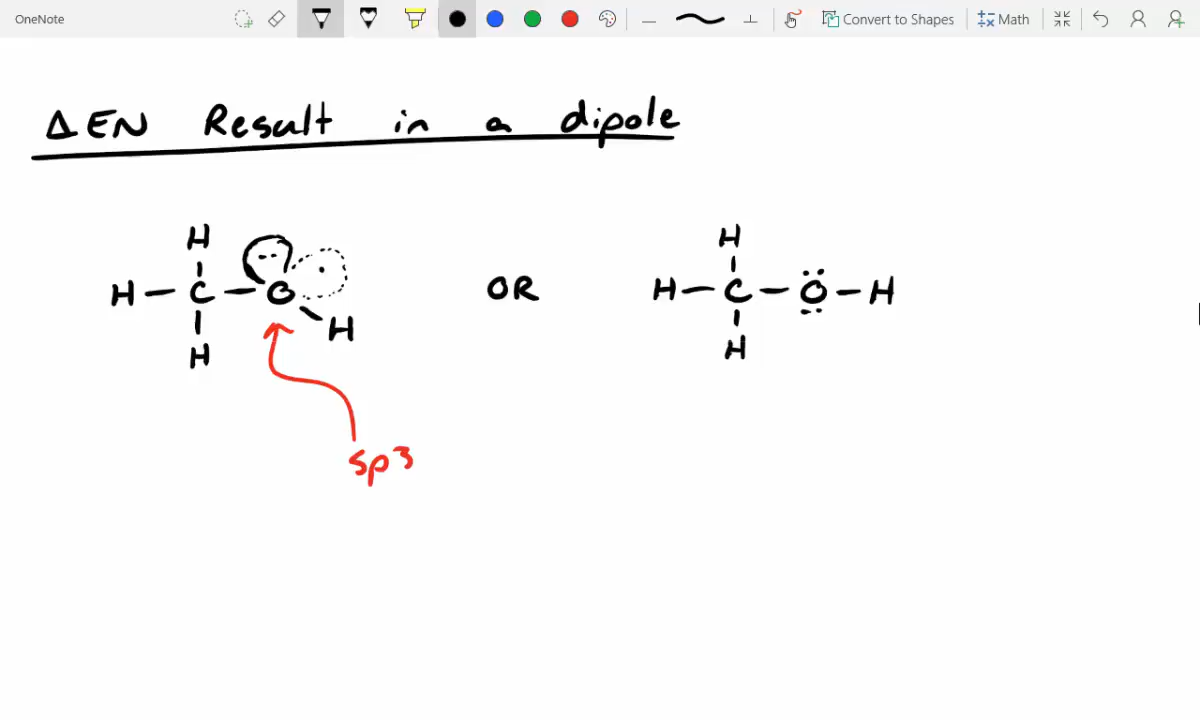 OneNote
Convert to Shapes
Math
ΔEN Result in a dipole
H H
H – C – O OR H – C – Ö – H
H H H
sp3